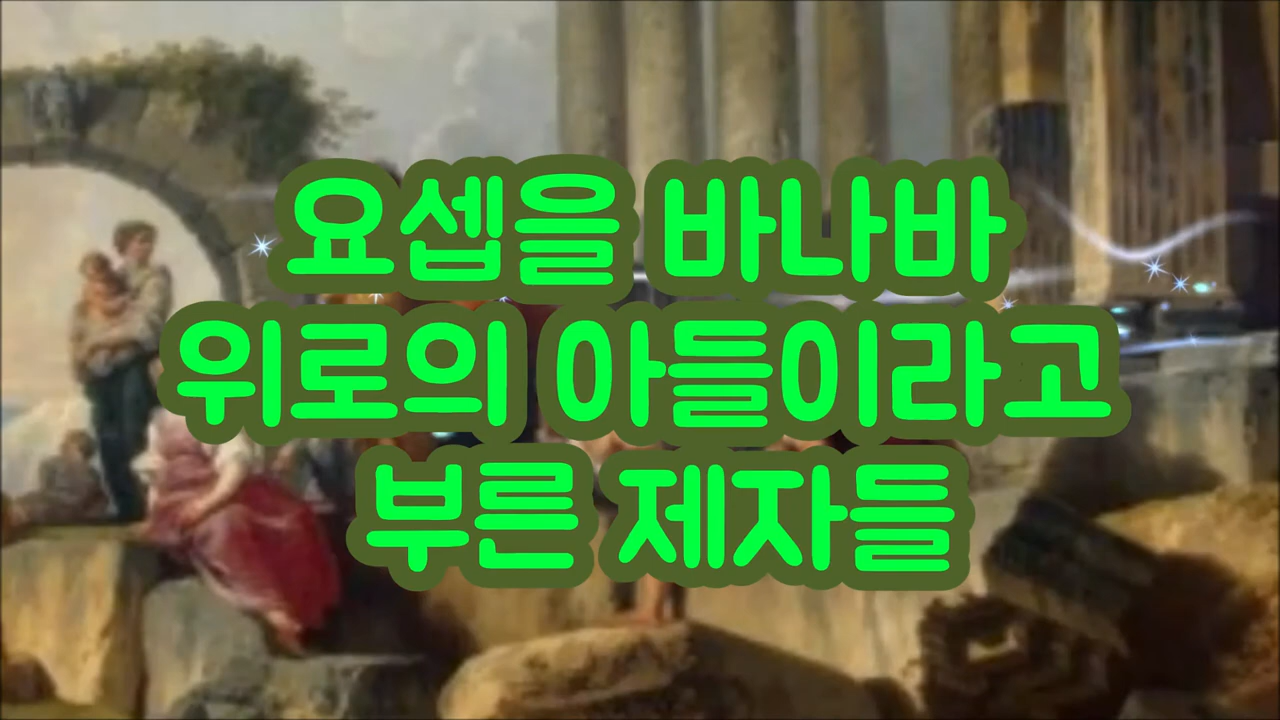 요셉을 바나바
위로의 아들이라고
부른 제자들